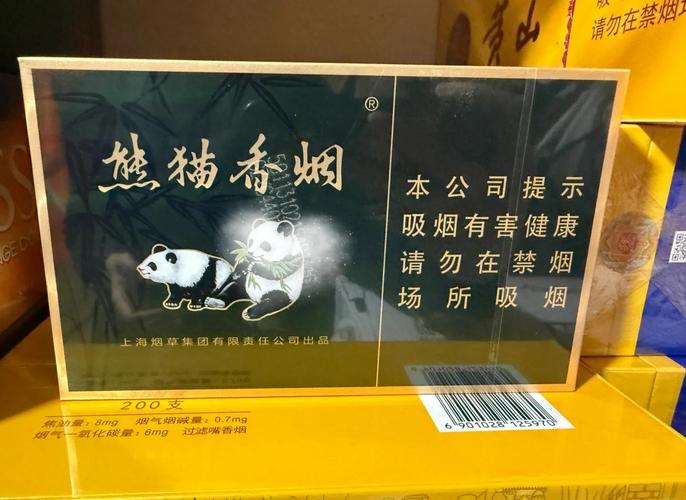 黄山
请勿在禁烟
®
熊猫香烟
上海烟草集团有限责任公司出品
本公司提示
吸烟有害健康
请勿在禁烟
场所吸烟
200支
焦油量：8mg 烟气烟碱量：0.7mg
烟气一氧化碳量：6mg 过滤嘴香烟
6 901028 125970